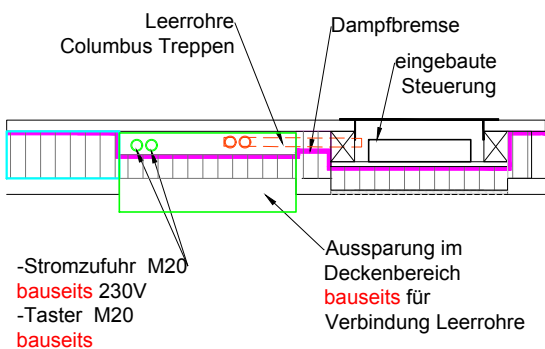 Leerrohre
Columbus Treppen
Dampfbremse
eingebaute
Steuerung
-Stromzufuhr M20
bauseits 230V
-Taster M20
bauseits
Aussparung im
Deckenbereich
bauseits für
Verbindung Leerrohre